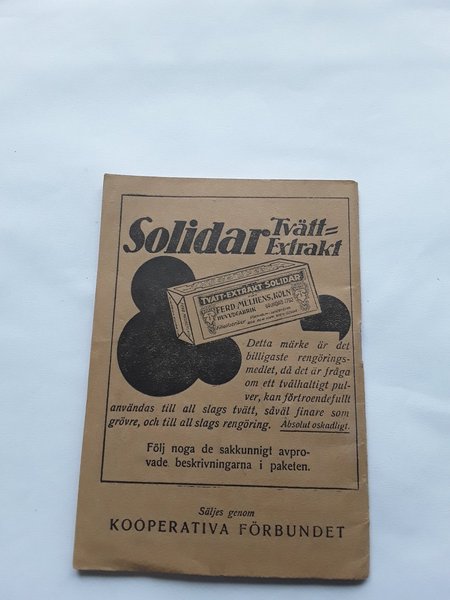 Solidar Tvätt=
Extrakt
TVÄTT-EXTRAKT SOLIDAR
FERD. MÜLHENS, KÖLN
HUVUDFABRIK
Detta märke är det
billigaste rengörings-
medlet, då det är fråga
om ett tvålhaltigt pul-
ver, kan förtroendefullt
användas till all slags tvätt, såväl finare som
grövre, och till all slags rengöring. Absolut oskadligt.
Följ noga de sakkunnigt avpro-
vade beskrivningarna i paketen.
Säljes genom
KOOPERATIVA FÖRBUNDET